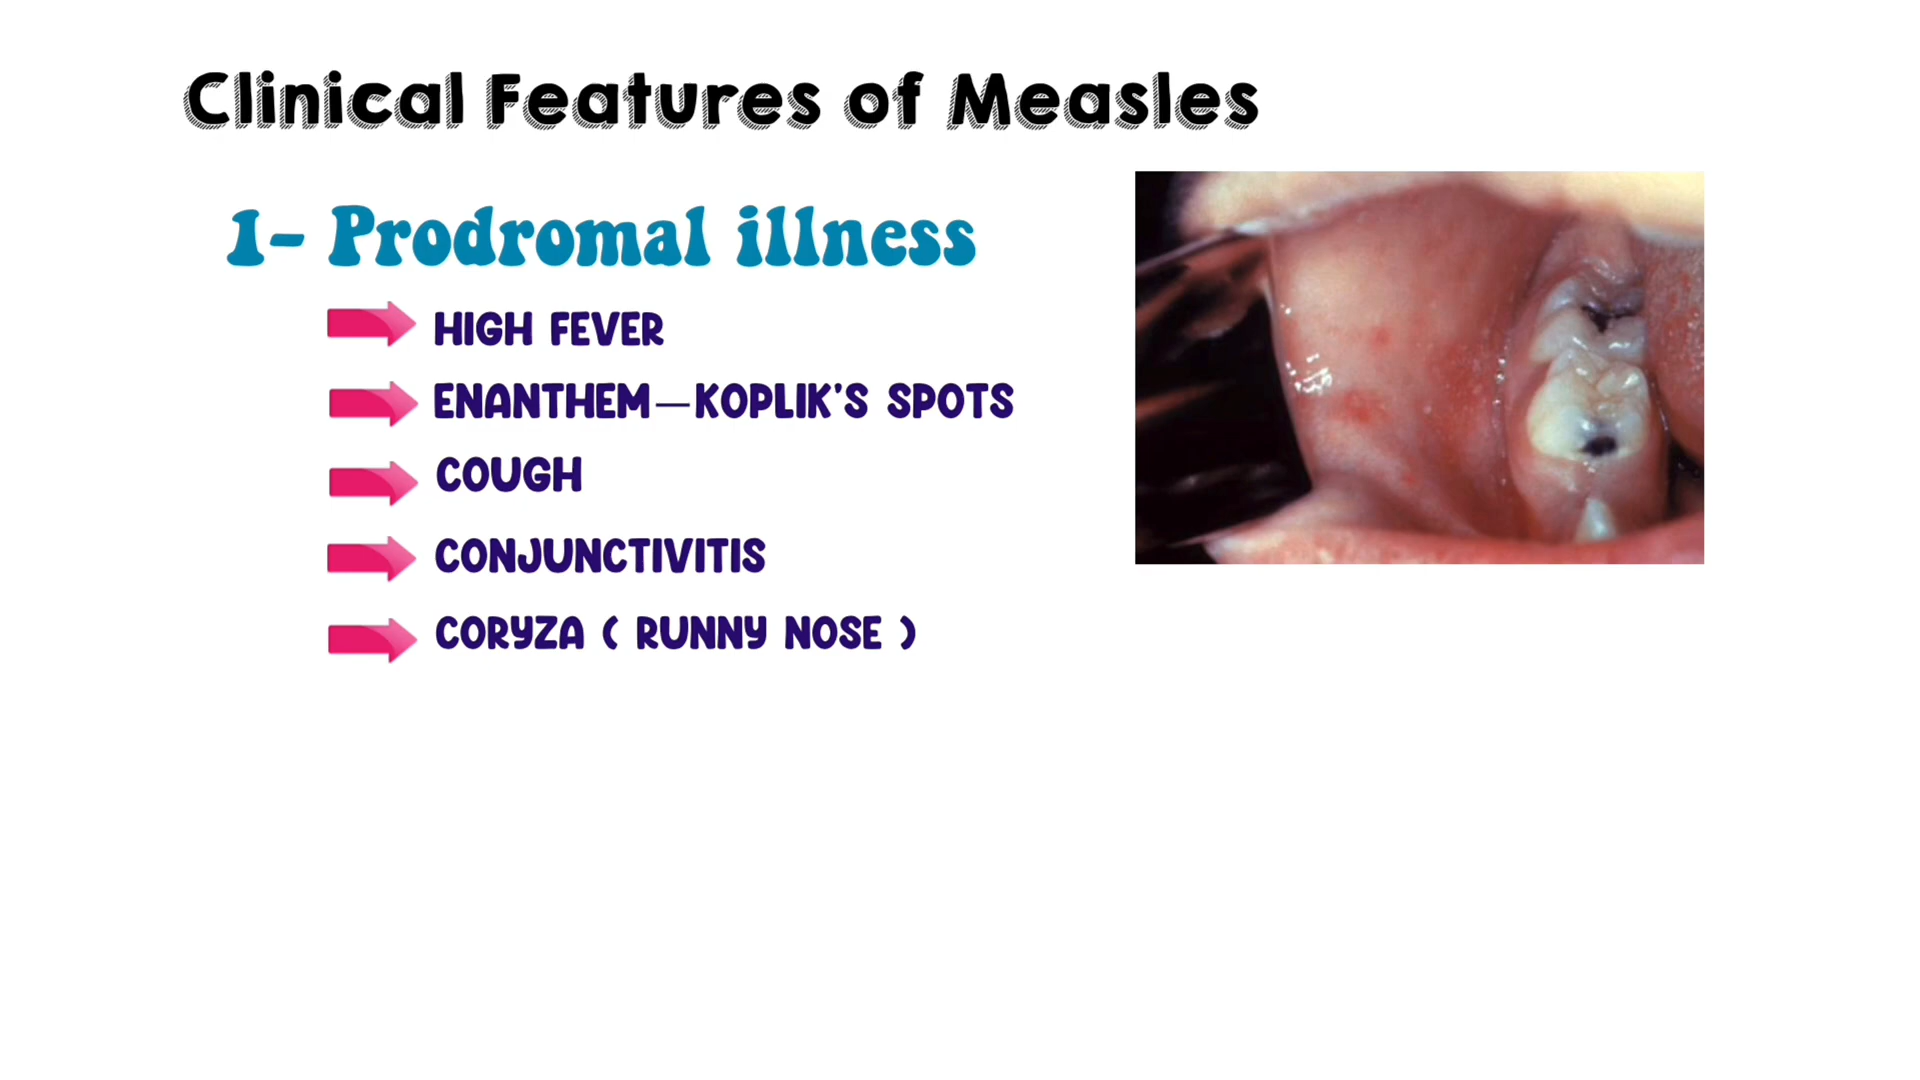 Clinical Features of Measles
1- Prodromal illness
HIGH FEVER
ENANTHEM—KOPLIK'S SPOTS
COUGH
CONJUNCTIVITIS
CORYZA ( RUNNY NOSE )